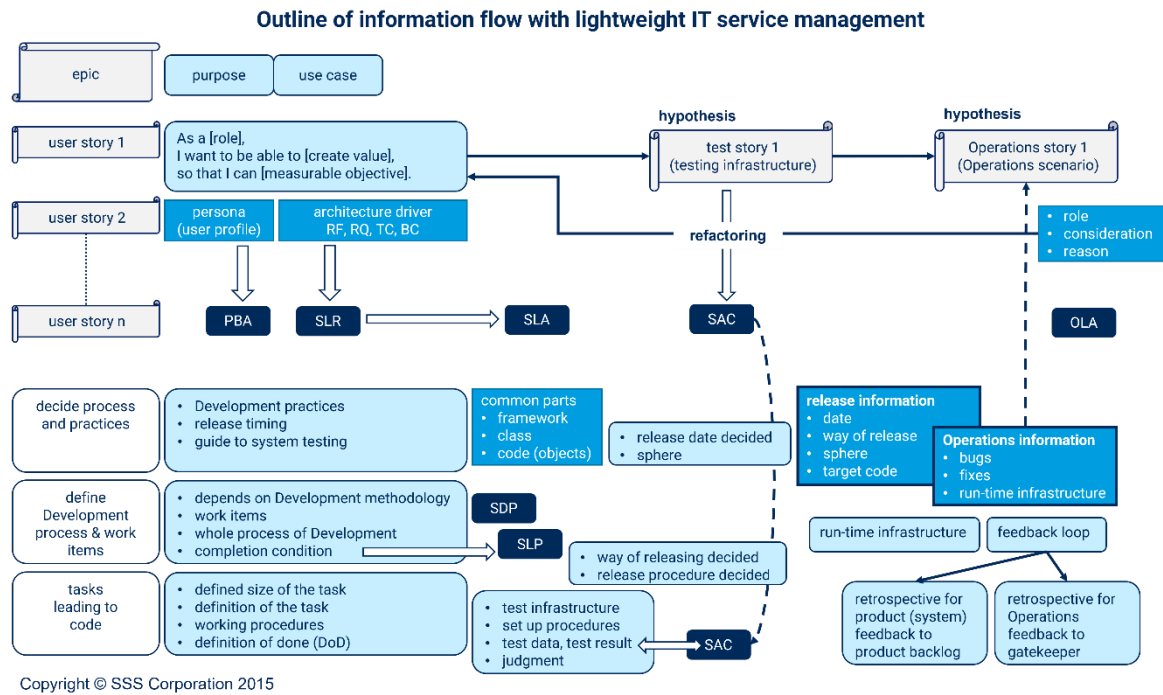 Outline of information flow with lightweight IT service management
epic
purpose
use case
hypothesis
hypothesis
user story 1
As a [role],
I want to be able to [create value],
so that I can [measurable objective].
test story 1
(testing infrastructure)
Operations story 1
(Operations scenario)
user story 2
persona
(user profile)
architecture driver
RF, RQ, TC, BC
refactoring
• role
• consideration
• reason
user story n
PBA
SLR
SLA
SAC
OLA
decide process
and practices
• Development practices
• release timing
• guide to system testing
common parts
• framework
• class
• code (objects)
• release date decided
• sphere
release information
• date
• way of release
• sphere
• target code
Operations information
• bugs
• fixes
• run-time infrastructure
define
Development
process & work
items
• depends on Development methodology
• work items
• whole process of Development
• completion condition
SDP
SLP
• way of releasing decided
• release procedure decided
run-time infrastructure
feedback loop
tasks
leading to
code
• defined size of the task
• definition of the task
• working procedures
• definition of done (DoD)
• test infrastructure
• set up procedures
• test data, test result
• judgment
SAC
retrospective for
product (system)
feedback to
product backlog
retrospective for
Operations
feedback to
gatekeeper
Copyright © SSS Corporation 2015